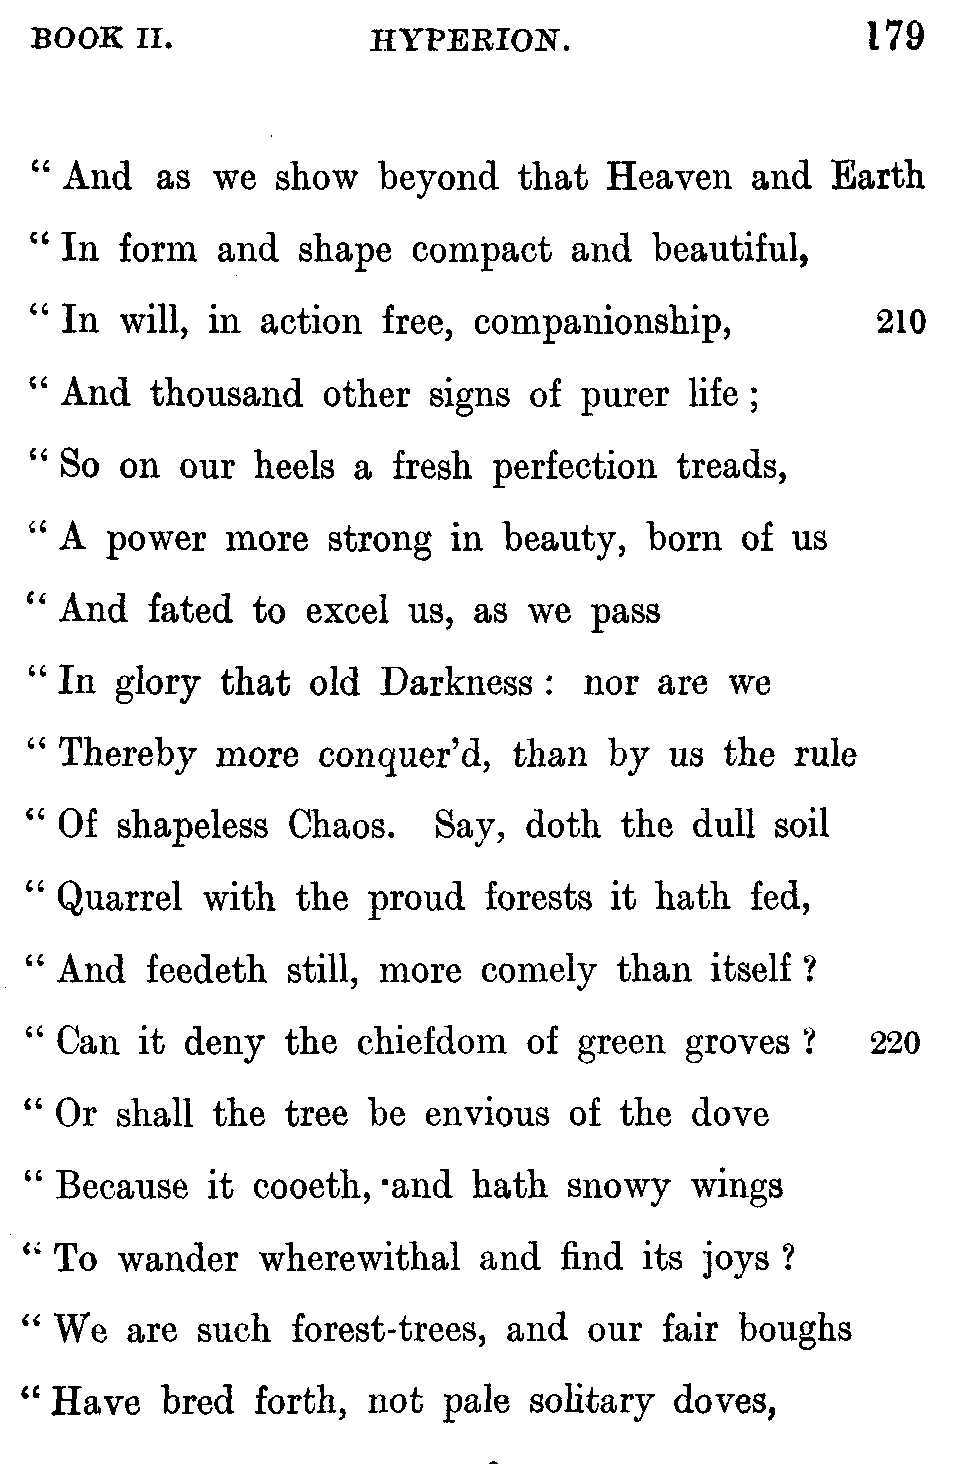 BOOK II. HYPERION. 179
“ And as we show beyond that Heaven and Earth
“ In form and shape compact and beautiful,
“ In will, in action free, companionship, 210
“ And thousand other signs of purer life ;
“ So on our heels a fresh perfection treads,
“ A power more strong in beauty, born of us
“ And fated to excel us, as we pass
“ In glory that old Darkness : nor are we
“ Thereby more conquer’d, than by us the rule
“ Of shapeless Chaos. Say, doth the dull soil
“ Quarrel with the proud forests it hath fed,
“ And feedeth still, more comely than itself ?
“ Can it deny the chiefdom of green groves ? 220
“ Or shall the tree be envious of the dove
“ Because it cooeth, and hath snowy wings
“ To wander wherewithal and find its joys ?
“ We are such forest-trees, and our fair boughs
“ Have bred forth, not pale solitary doves,